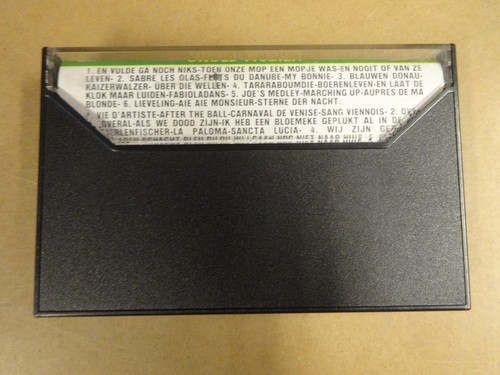 1. EN VULDE GA NOCH NIKS-TOEN ONZE MOP EEN MOPJE WAS-EN NOOIT OF VAN ZE
LEVEN- 2. SABRE LES GLAS-FLOTS DU DANUBE-MY BONNIE- 3. BLAUWEN DONAU-
KAIZERWALZER- ÜBER DIE WELLEN- 4. TARARABOUMDIE-BOERENLEVEN-EN LAAT DE
KLOK MAAR LUIDEN-FABIOLADANS- 5. JOE'S MEDLEY-MARCHING UP-AUPRES DE MA
BLONDE- 6. LIEVELING-AIE AIE MONSIEUR-STERNE DER NACHT.
VIE D'ARTISTE-AFTER THE BALL-CARNAVAL DE VENISE-SANG VIENNOIS- 2.
OVERAL-ALS WE DOOD ZIJN-IK HEB EEN BLOEMEKE GEPLUKT AL IN DE
PALOMA-SANCTA LUCIA- 4. WIJ ZIJN